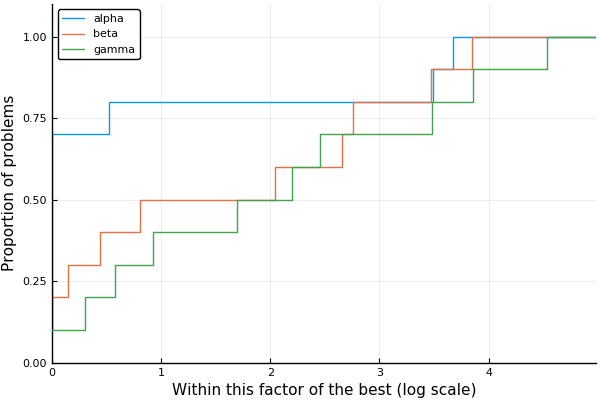 alpha
beta
gamma
1.00
0.75
0.50
0.25
0.00
0 1 2 3 4
Proportion of problems
Within this factor of the best (log scale)